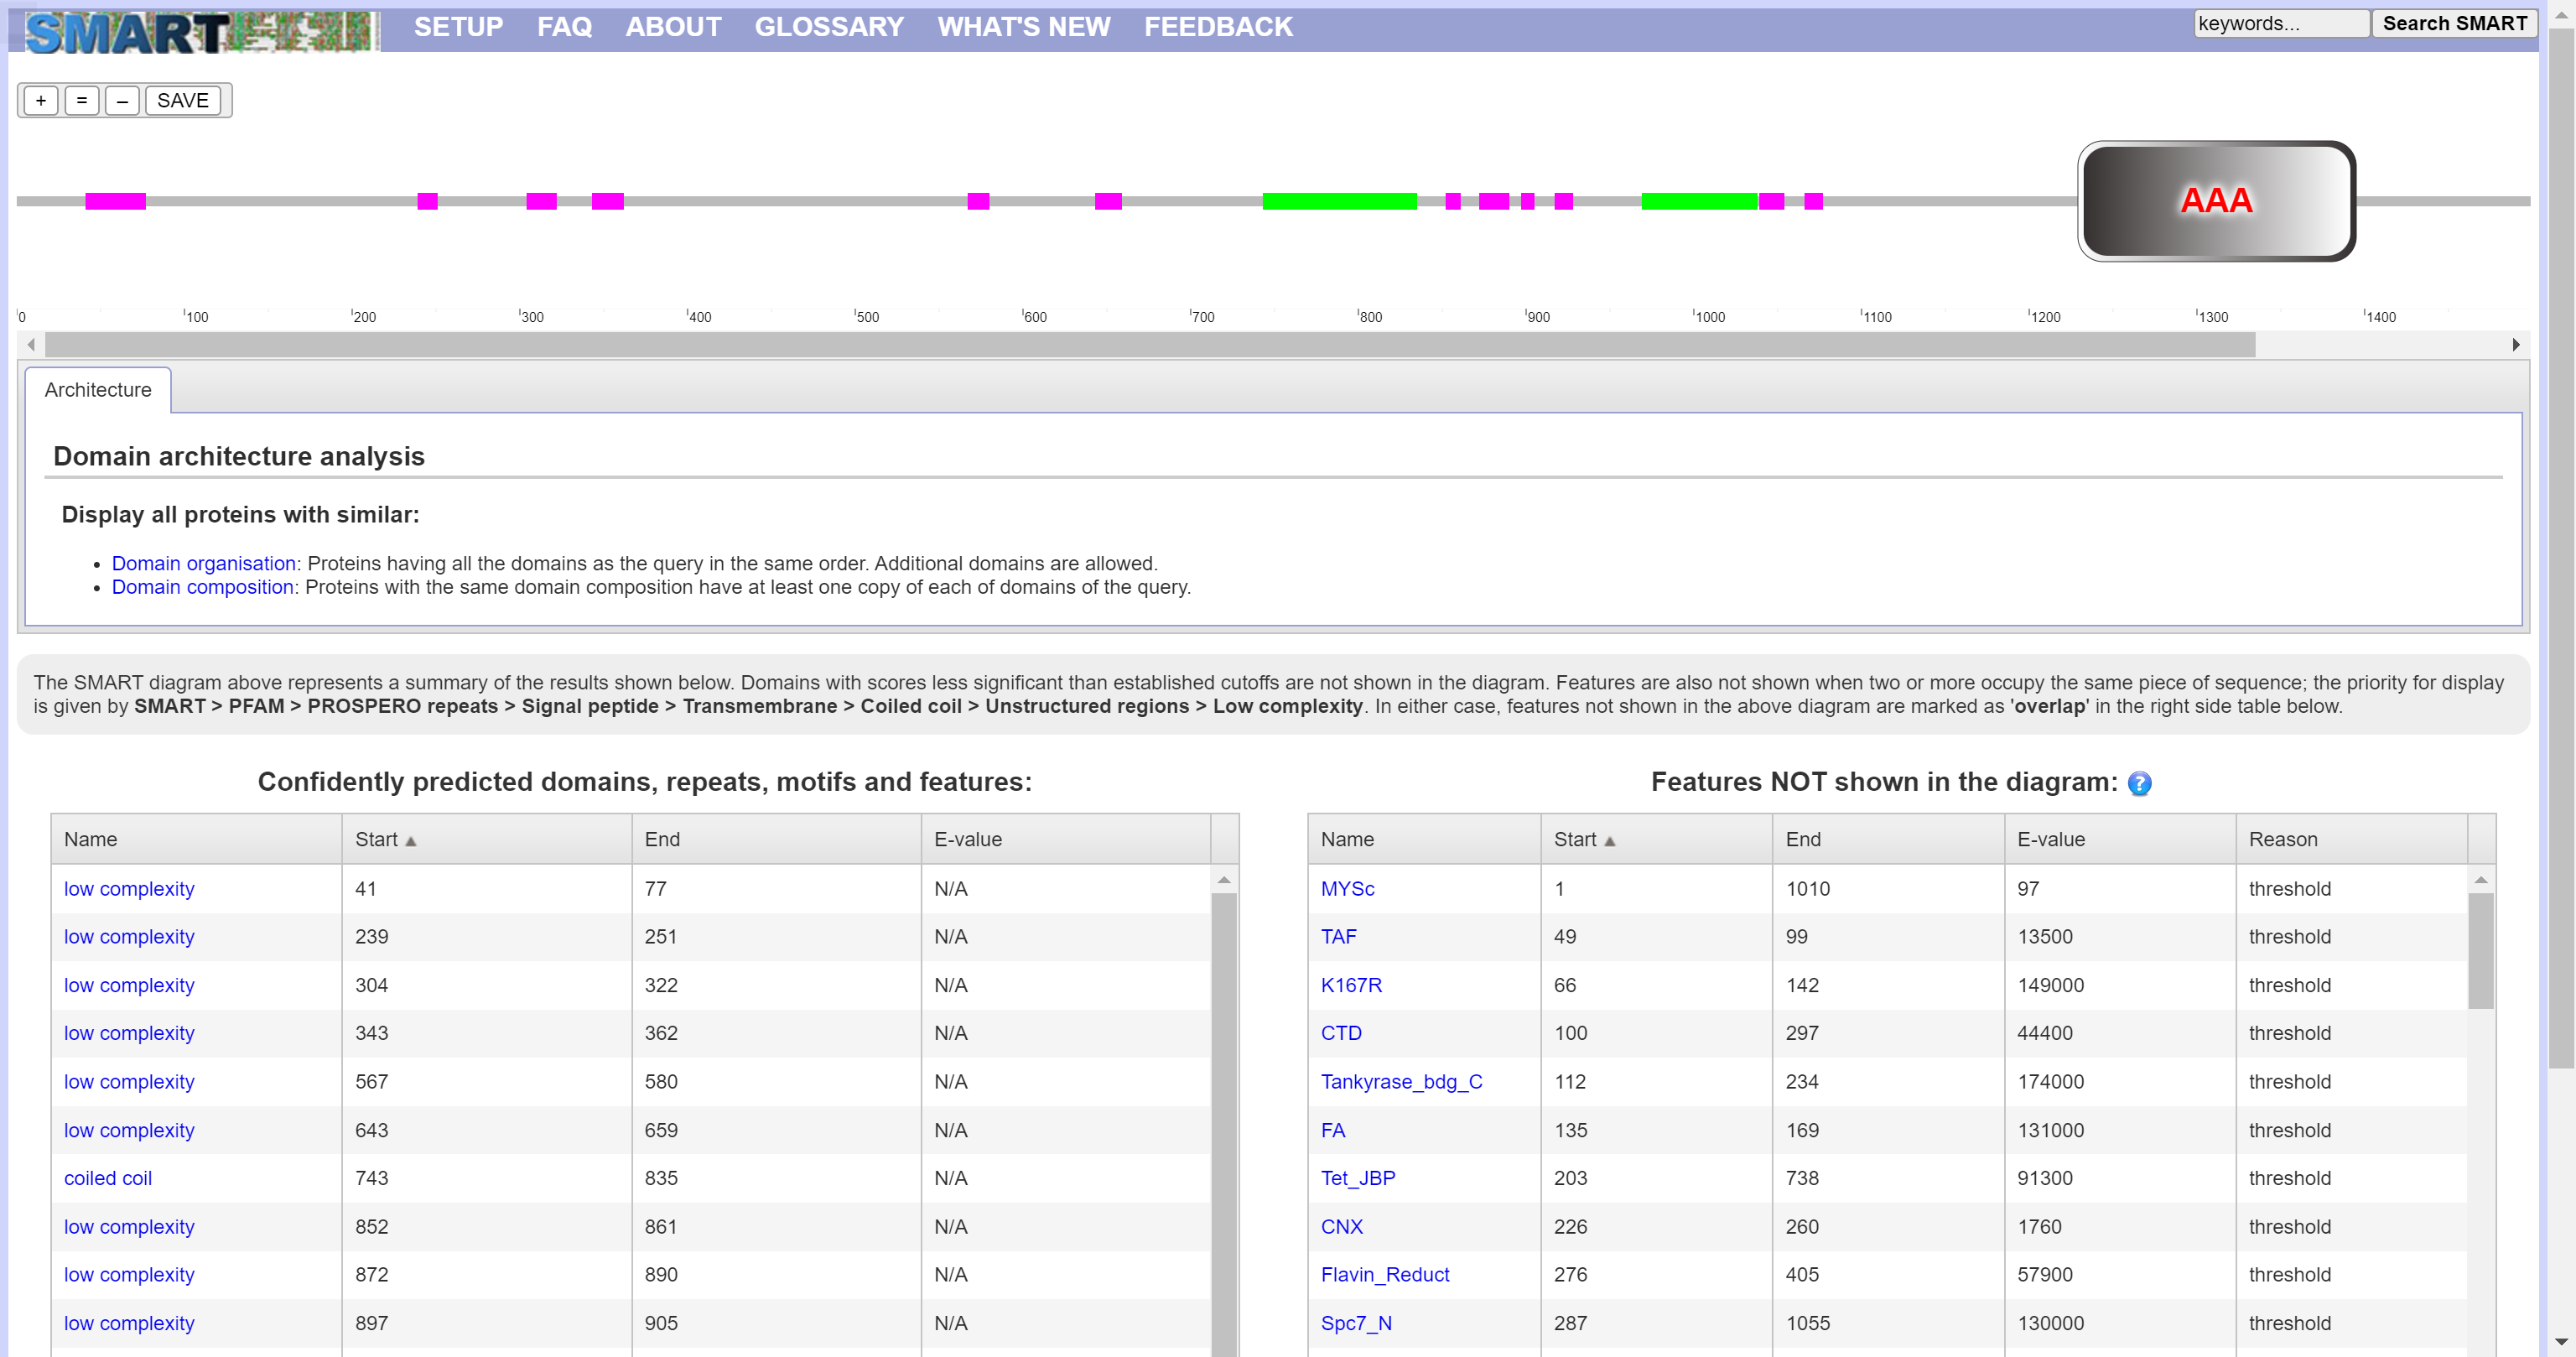 SMART SETUP FAQ ABOUT GLOSSARY WHAT'S NEW FEEDBACK keywords... Search SMART
+ = – SAVE
AAA
0 100 200 300 400 500 600 700 800 900 1000 1100 1200 1300 1400
Architecture
Domain architecture analysis
Display all proteins with similar:
• Domain organisation: Proteins having all the domains as the query in the same order. Additional domains are allowed.
• Domain composition: Proteins with the same domain composition have at least one copy of each of domains of the query.
The SMART diagram above represents a summary of the results shown below. Domains with scores less significant than established cutoffs are not shown in the diagram. Features are also not shown when two or more occupy the same piece of sequence; the priority for display
is given by SMART > PFAM > PROSPERO repeats > Signal peptide > Transmembrane > Coiled coil > Unstructured regions > Low complexity. In either case, features not shown in the above diagram are marked as 'overlap' in the right side table below.
Confidently predicted domains, repeats, motifs and features:
Name Start End E-value
low complexity 41 77 N/A
low complexity 239 251 N/A
low complexity 304 322 N/A
low complexity 343 362 N/A
low complexity 567 580 N/A
low complexity 643 659 N/A
coiled coil 743 835 N/A
low complexity 852 861 N/A
low complexity 872 890 N/A
low complexity 897 905 N/A
Features NOT shown in the diagram: ?
Name Start End E-value Reason
MYSc 1 1010 97 threshold
TAF 49 99 13500 threshold
K167R 66 142 149000 threshold
CTD 100 297 44400 threshold
Tankyrase_bdg_C 112 234 174000 threshold
FA 135 169 131000 threshold
Tet_JBP 203 738 91300 threshold
CNX 226 260 1760 threshold
Flavin_Reduct 276 405 57900 threshold
Spc7_N 287 1055 130000 threshold